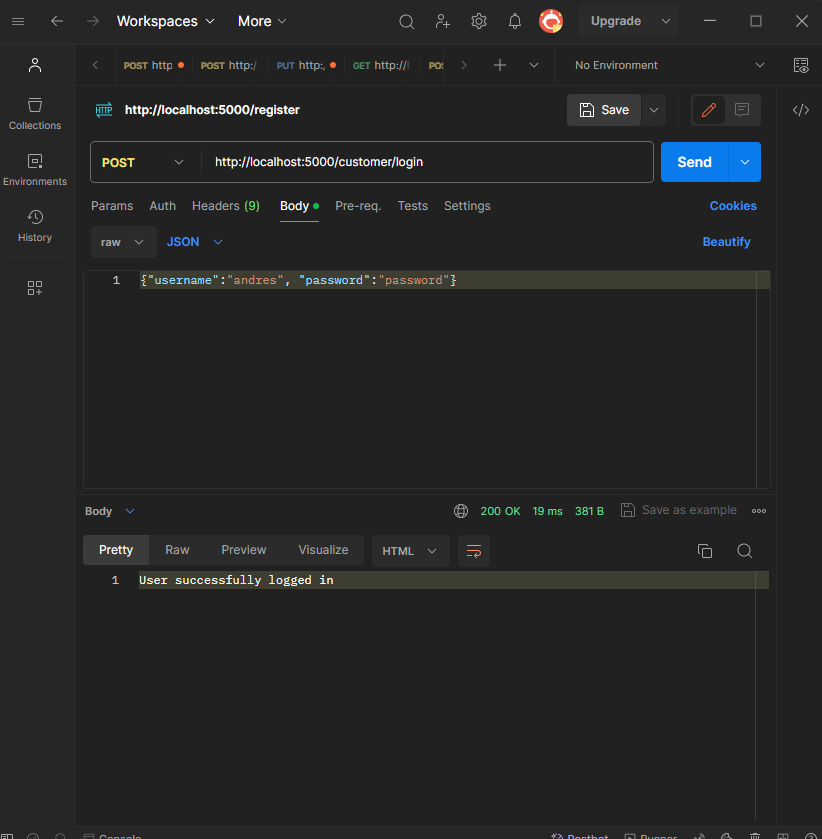 Workspaces More Upgrade
POST http POST http:/ PUT http:, GET http://l POS No Environment
HTTP http://localhost:5000/register Save
POST http://localhost:5000/customer/login Send
Params Auth Headers (9) Body Pre-req. Tests Settings Cookies
raw JSON Beautify
Collections
Environments
History
1 {"username":"andres", "password":"password"}
Body 200 OK 19 ms 381 B Save as example
Pretty Raw Preview Visualize HTML
1 User successfully logged in
Console Postbot Runner